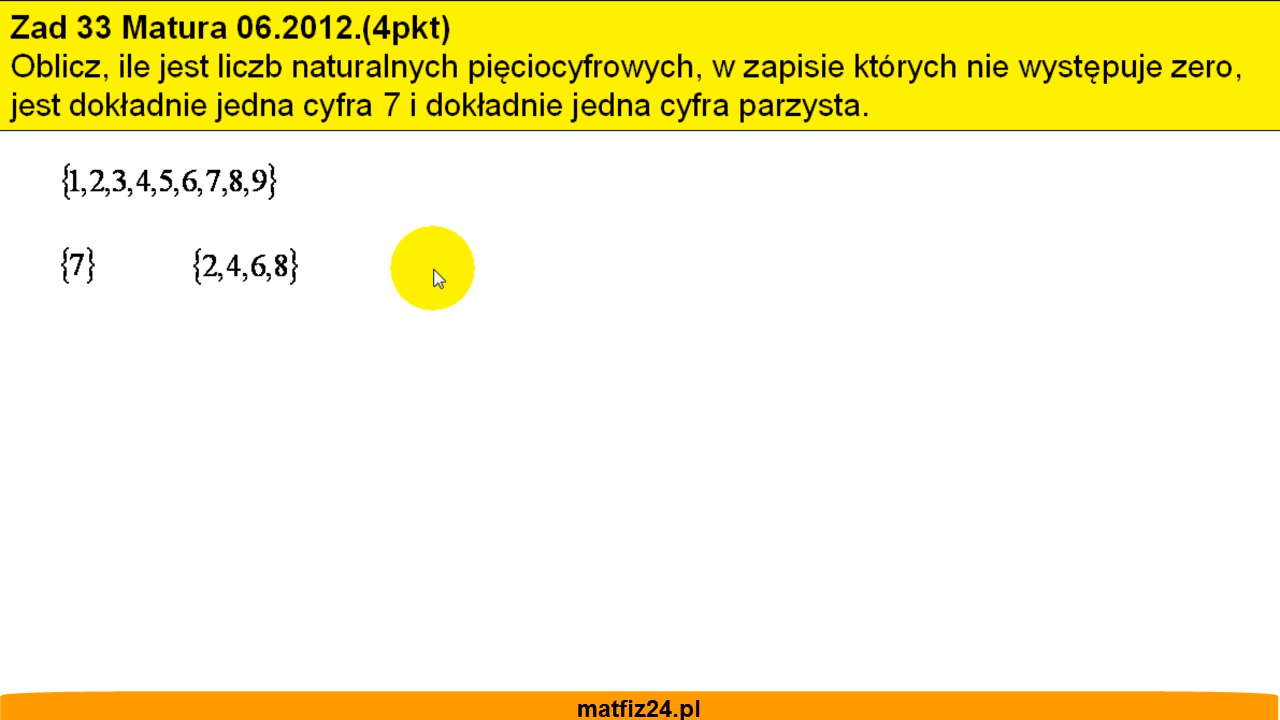 Zad 33 Matura 06.2012.(4pkt)
Oblicz, ile jest liczb naturalnych pięciocyfrowych, w zapisie których nie występuje zero,
jest dokładnie jedna cyfra 7 i dokładnie jedna cyfra parzysta.
{1,2,3,4,5,6,7,8,9}
{7} {2,4,6,8}
matfiz24.pl